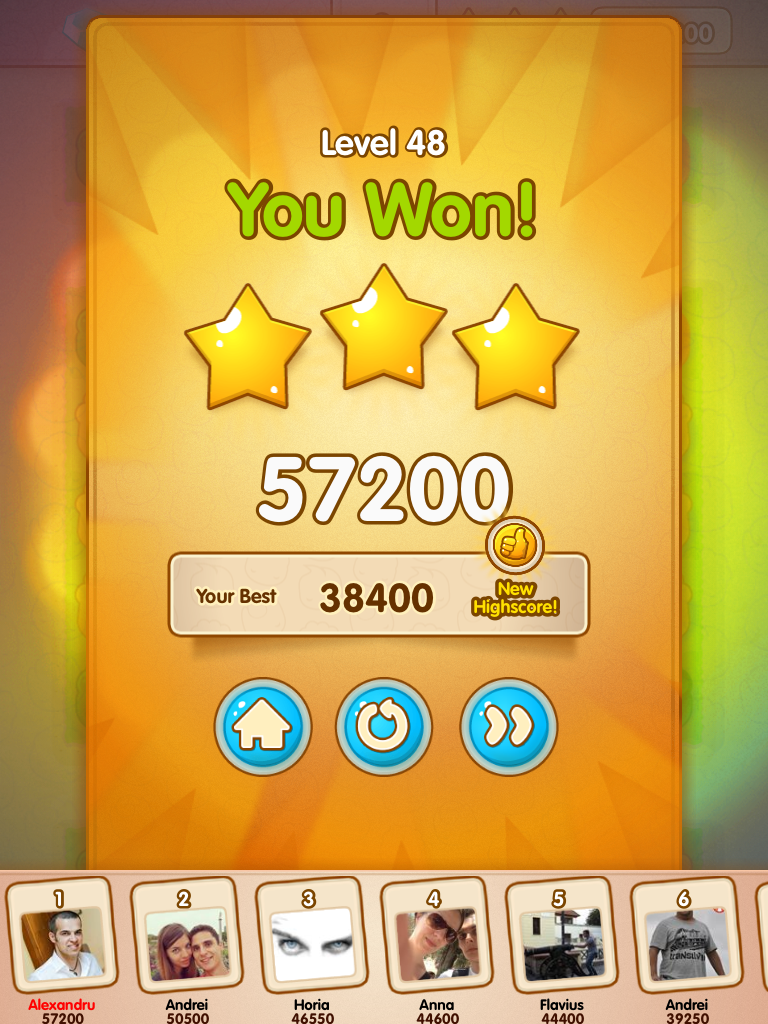 00
Level 48
You Won!
57200
Your Best 38400 New
Highscore!
1 2 3 4 5 6
Alexandru Andrei Horia Anna Flavius Andrei
57200 50500 46550 44600 44400 39250